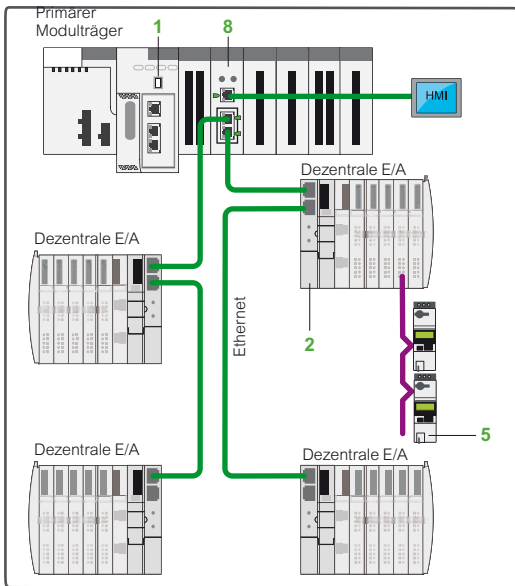 Primärer
Modulträger
1
8
HMI
Dezentrale E/A
Dezentrale E/A
Ethernet
2
5
Dezentrale E/A
Dezentrale E/A